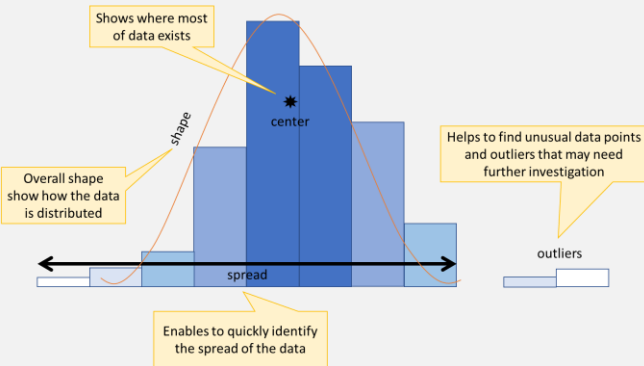 Shows where most
of data exists
center
shape
Overall shape
show how the data
is distributed
Helps to find unusual data points
and outliers that may need
further investigation
outliers
spread
Enables to quickly identify
the spread of the data